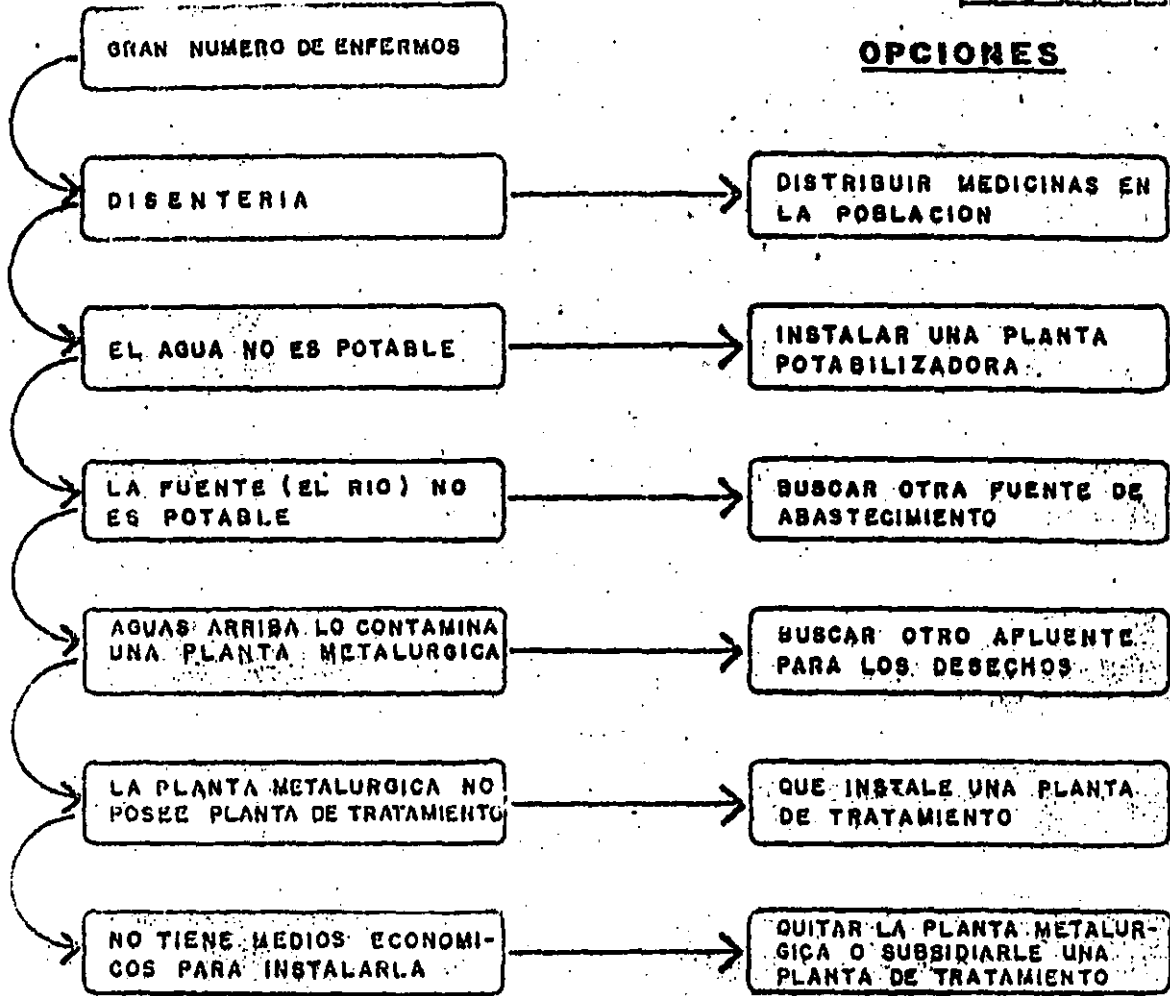 GRAN NUMERO DE ENFERMOS
OPCIONES
DISENTERIA
DISTRIBUIR MEDICINAS EN
LA POBLACION
EL AGUA NO ES POTABLE
INSTALAR UNA PLANTA
POTABILIZADORA.
LA FUENTE (EL RIO) NO
ES POTABLE
BUSCAR OTRA FUENTE DE
ABASTECIMIENTO
AGUAS ARRIBA LO CONTAMINA
UNA PLANTA METALURGICA
BUSCAR OTRO AFLUENTE
PARA LOS DESECHOS
LA PLANTA METALURGICA NO
POSEE PLANTA DE TRATAMIENTO
QUE INSTALE UNA PLANTA
DE TRATAMIENTO
NO TIENE MEDIOS ECONOMI-
COS PARA INSTALARLA
QUITAR LA PLANTA METALUR-
GICA O SUBSIDIARLE UNA
PLANTA DE TRATAMIENTO